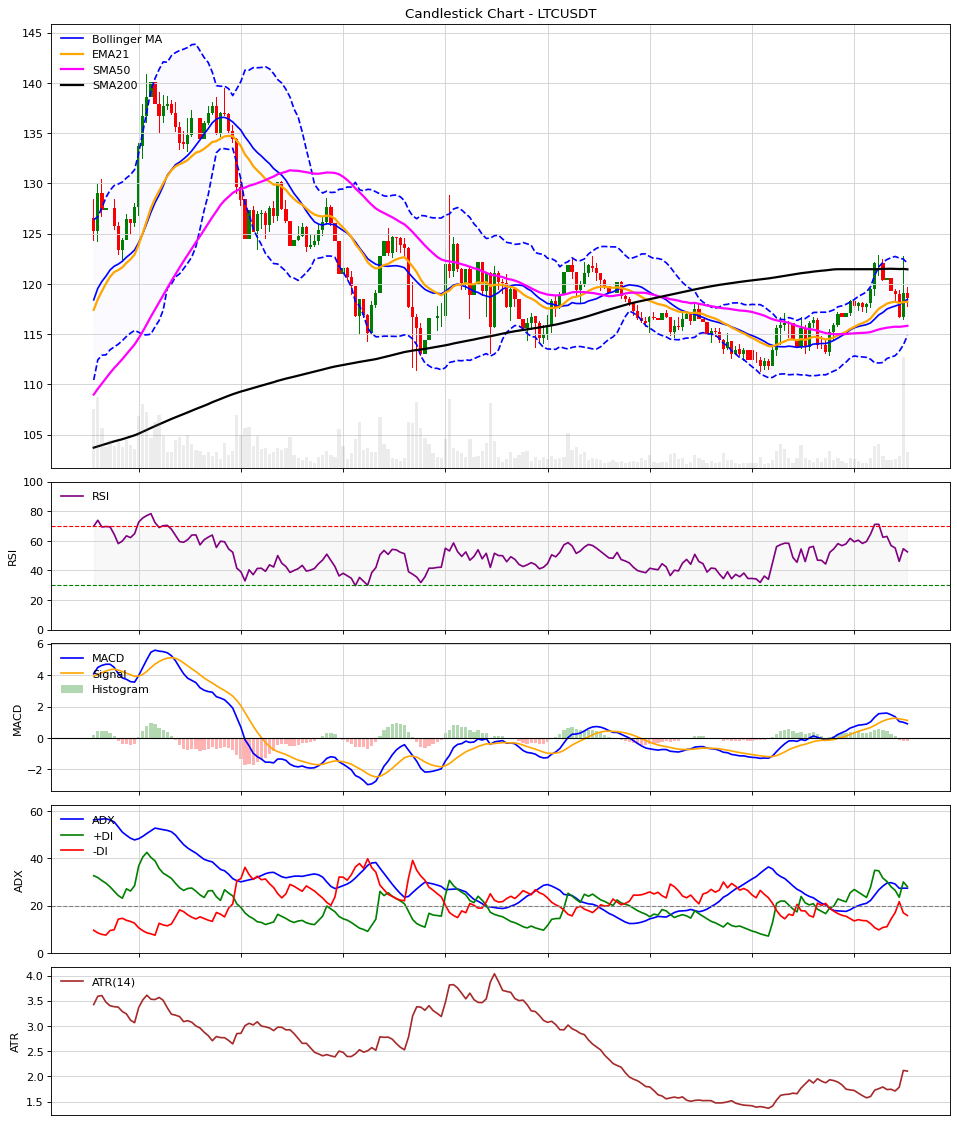 Candlestick Chart - LTCUSDT
145
140
135
130
125
120
115
110
105
Bollinger MA
EMA21
SMA50
SMA200
100
80
60
40
20
0
RSI
RSI
6
4
2
0
−2
MACD
MACD
Signal
Histogram
60
40
20
0
ADX
ADX
+DI
-DI
4.0
3.5
3.0
2.5
2.0
1.5
ATR
ATR(14)